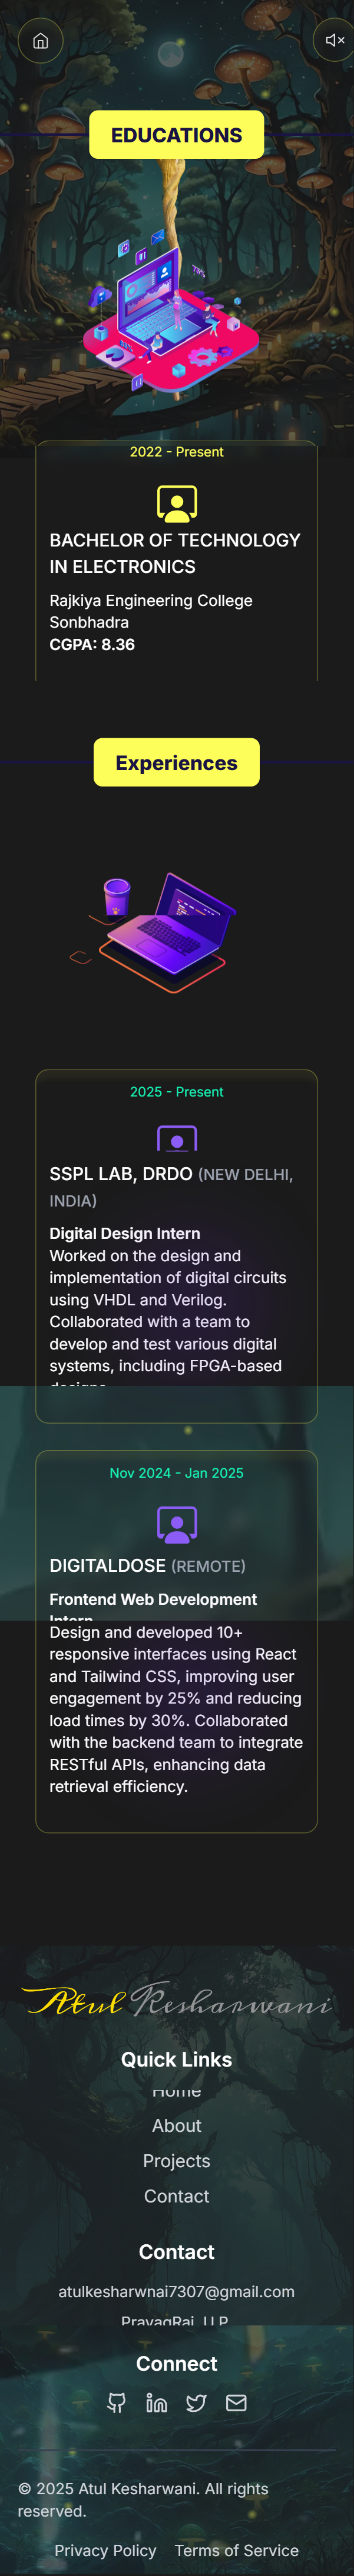 EDUCATIONS
2022 - Present
BACHELOR OF TECHNOLOGY
IN ELECTRONICS
Rajkiya Engineering College
Sonbhadra
CGPA: 8.36
Experiences
2025 - Present
SSPL LAB, DRDO (NEW DELHI,
INDIA)
Digital Design Intern
Worked on the design and
implementation of digital circuits
using VHDL and Verilog.
Collaborated with a team to
develop and test various digital
systems, including FPGA-based
designs.
Nov 2024 - Jan 2025
DIGITALDOSE (REMOTE)
Frontend Web Development
Intern
Design and developed 10+
responsive interfaces using React
and Tailwind CSS, improving user
engagement by 25% and reducing
load times by 30%. Collaborated
with the backend team to integrate
RESTful APIs, enhancing data
retrieval efficiency.
Atul Kesharwani
Quick Links
Home
About
Projects
Contact
Contact
atulkesharwnai7307@gmail.com
PrayagRaj, U.P
Connect
© 2025 Atul Kesharwani. All rights
reserved.
Privacy Policy Terms of Service